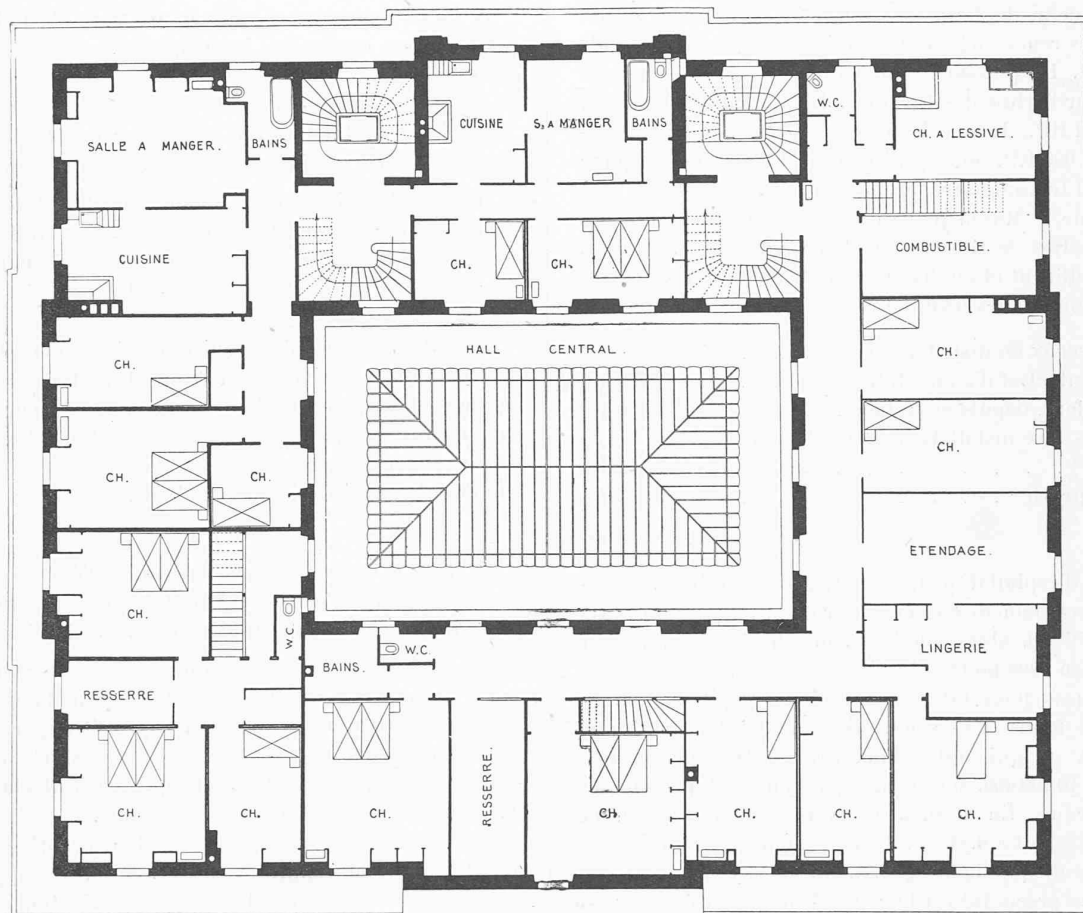 CUISINE
S, A MANGER
BAINS
W.C.
CH. A LESSIVE.
SALLE A MANGER.
BAINS
COMBUSTIBLE.
CUISINE
CH.
CH.
HALL CENTRAL.
CH.
CH.
CH.
CH.
CH.
ETENDAGE.
CH.
W.C.
BAINS.
W.C.
LINGERIE
RESSERRE
RESSERRE.
CH.
CH.
CH.
CH.
CH.
CH.
CH.